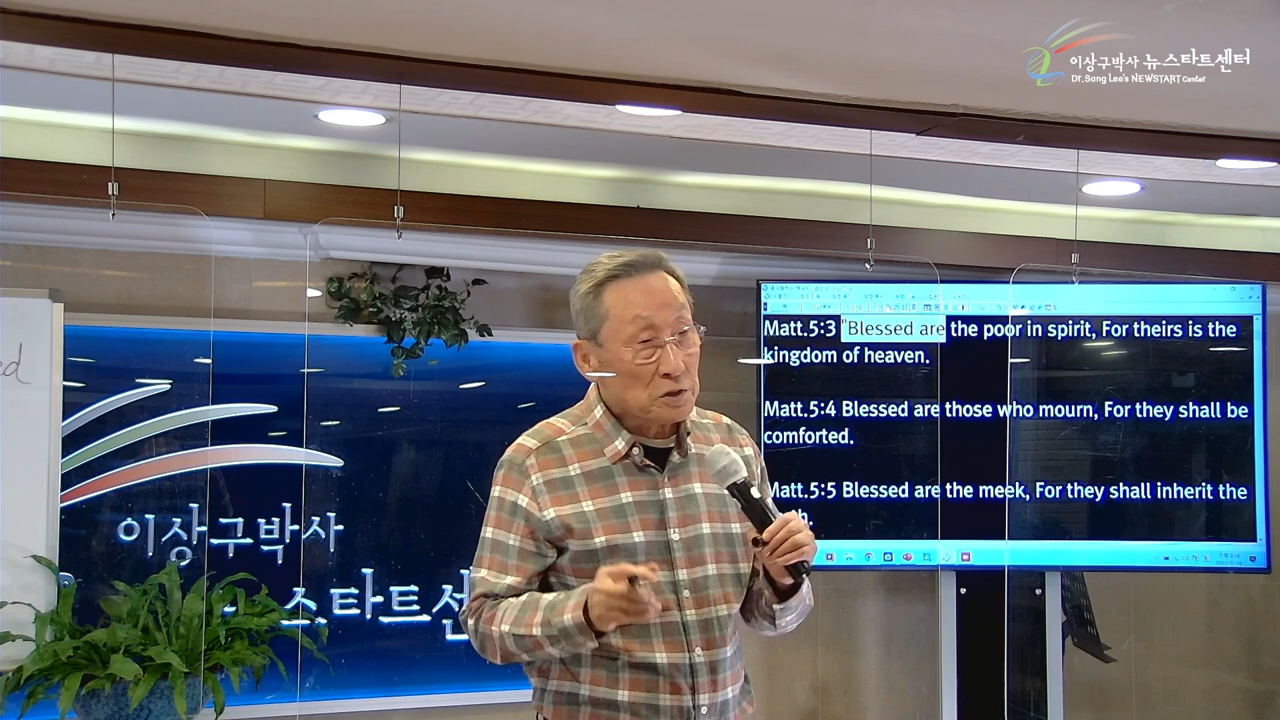 이상구박사 뉴스타트센터
Dr. Sang Lee's NEWSTART Center
Matt.5:3 "Blessed are the poor in spirit, For theirs is the
kingdom of heaven.
Matt.5:4 Blessed are those who mourn, For they shall be
comforted.
Matt.5:5 Blessed are the meek, For they shall inherit the
h.
ed
이상구박사
스타트센